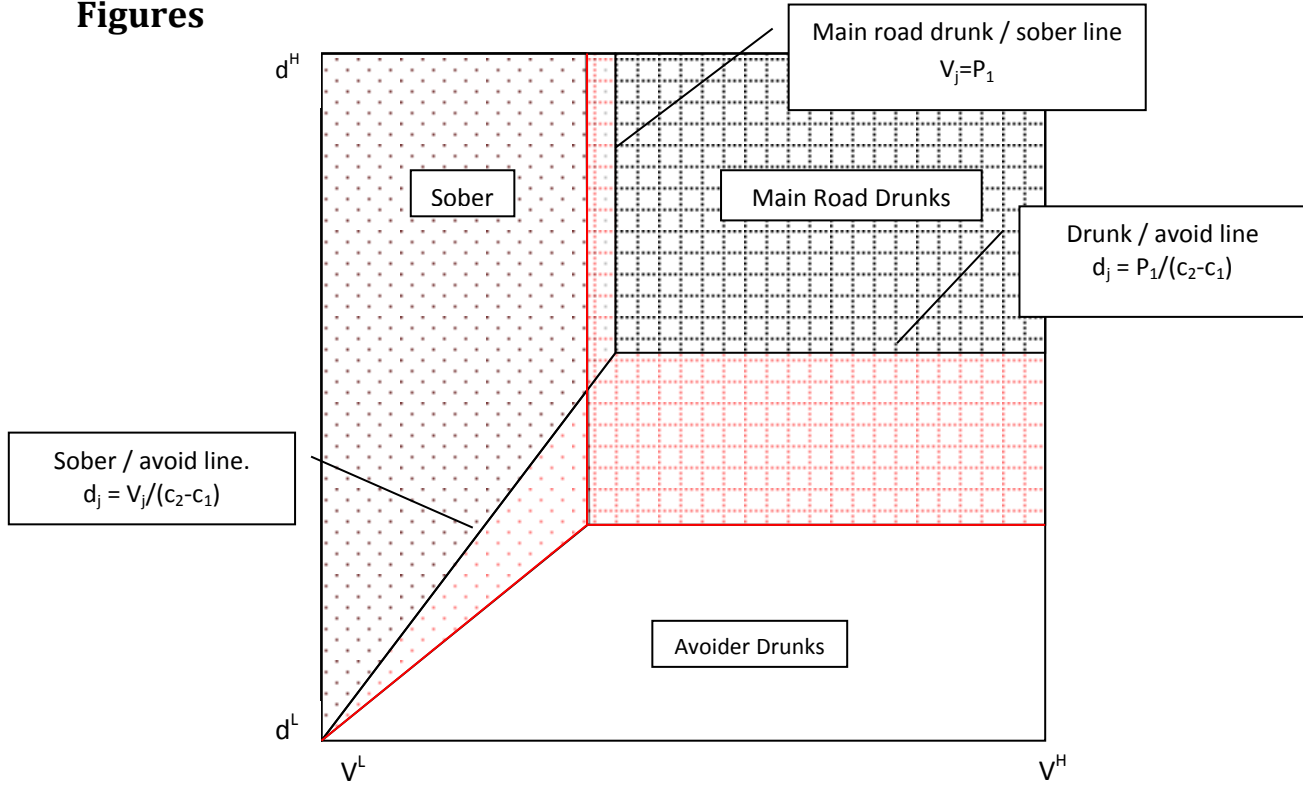 Figures
Main road drunk / sober line
V_j=P_1
d^H
Sober
Main Road Drunks
Drunk / avoid line
d_j = P_1/(c_2-c_1)
Sober / avoid line.
d_j = V_j/(c_2-c_1)
Avoider Drunks
d^L
V^L
V^H